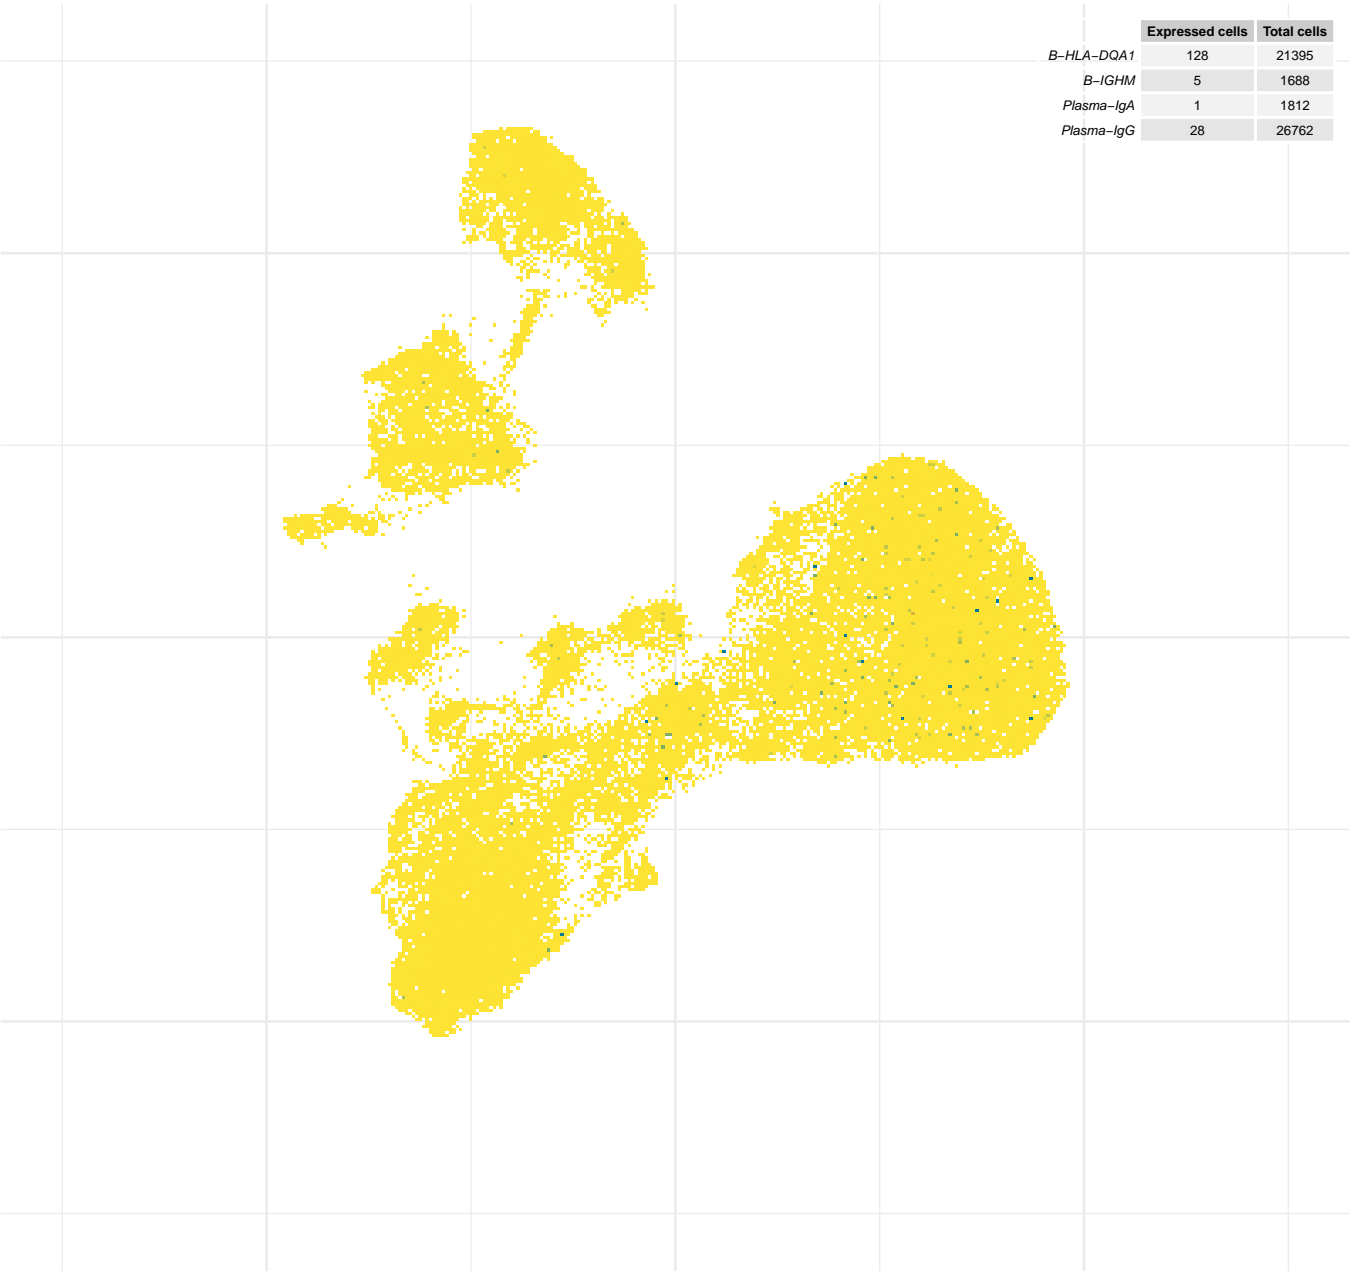 Expressed cells Total cells
B−HLA−DQA1 128 21395
B−IGHM 5 1688
Plasma−IgA 1 1812
Plasma−IgG 28 26762